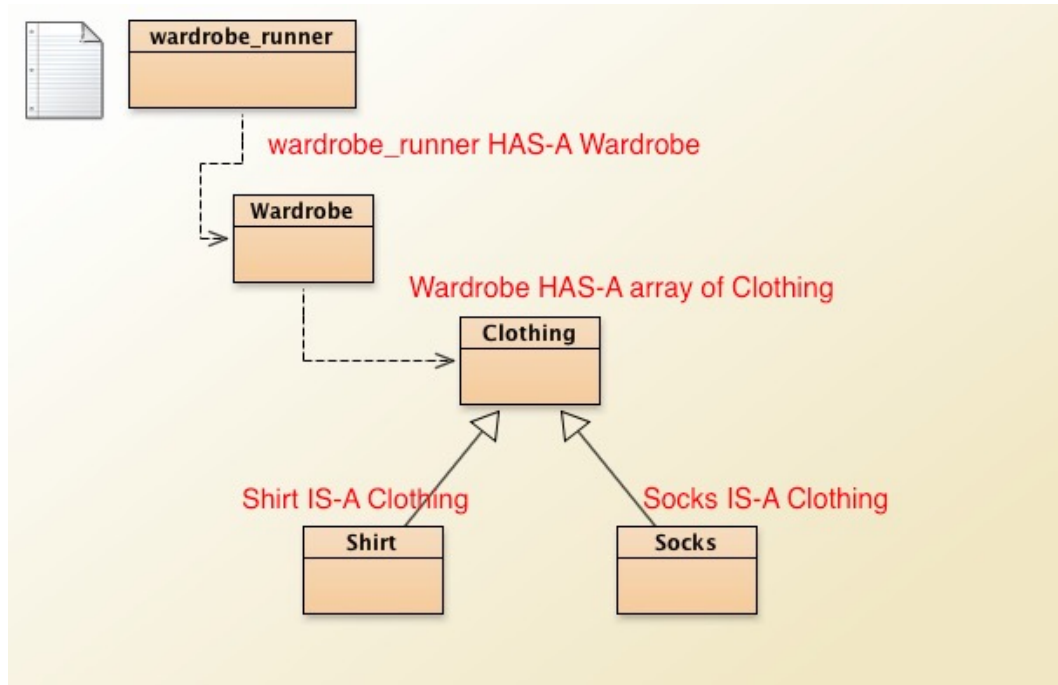 wardrobe_runner
wardrobe_runner HAS-A Wardrobe
Wardrobe
Wardrobe HAS-A array of Clothing
Clothing
Shirt IS-A Clothing
Socks IS-A Clothing
Shirt
Socks